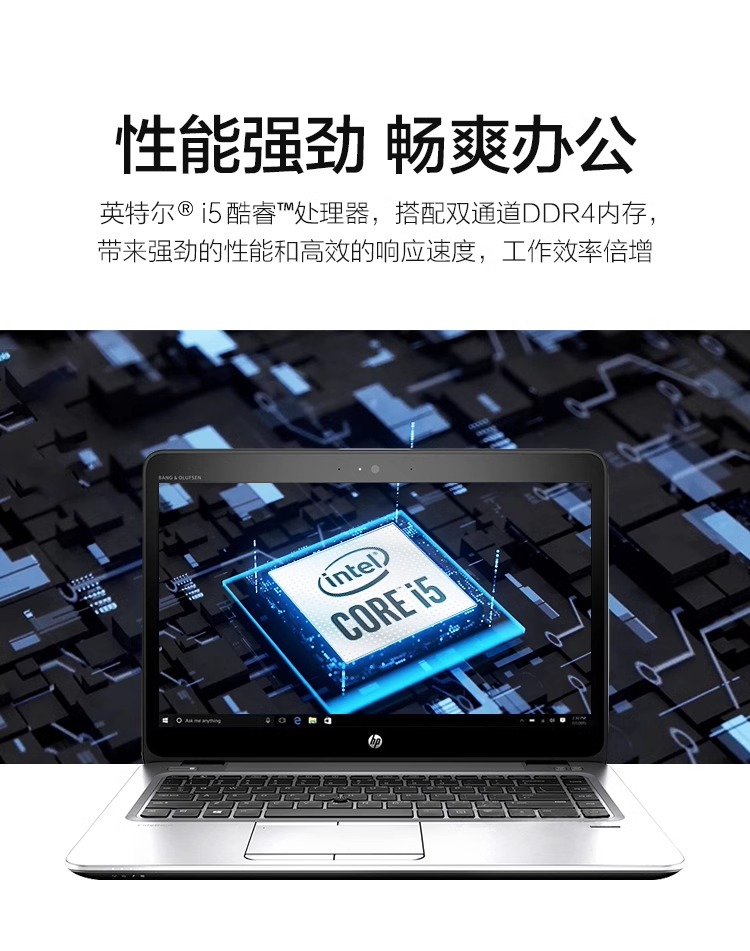 性能强劲 畅爽办公
英特尔® i5 酷睿™处理器，搭配双通道DDR4内存，
带来强劲的性能和高效的响应速度，工作效率倍增
BANG & OLUFSEN
intel®
CORE i5
Ask me anything
hp